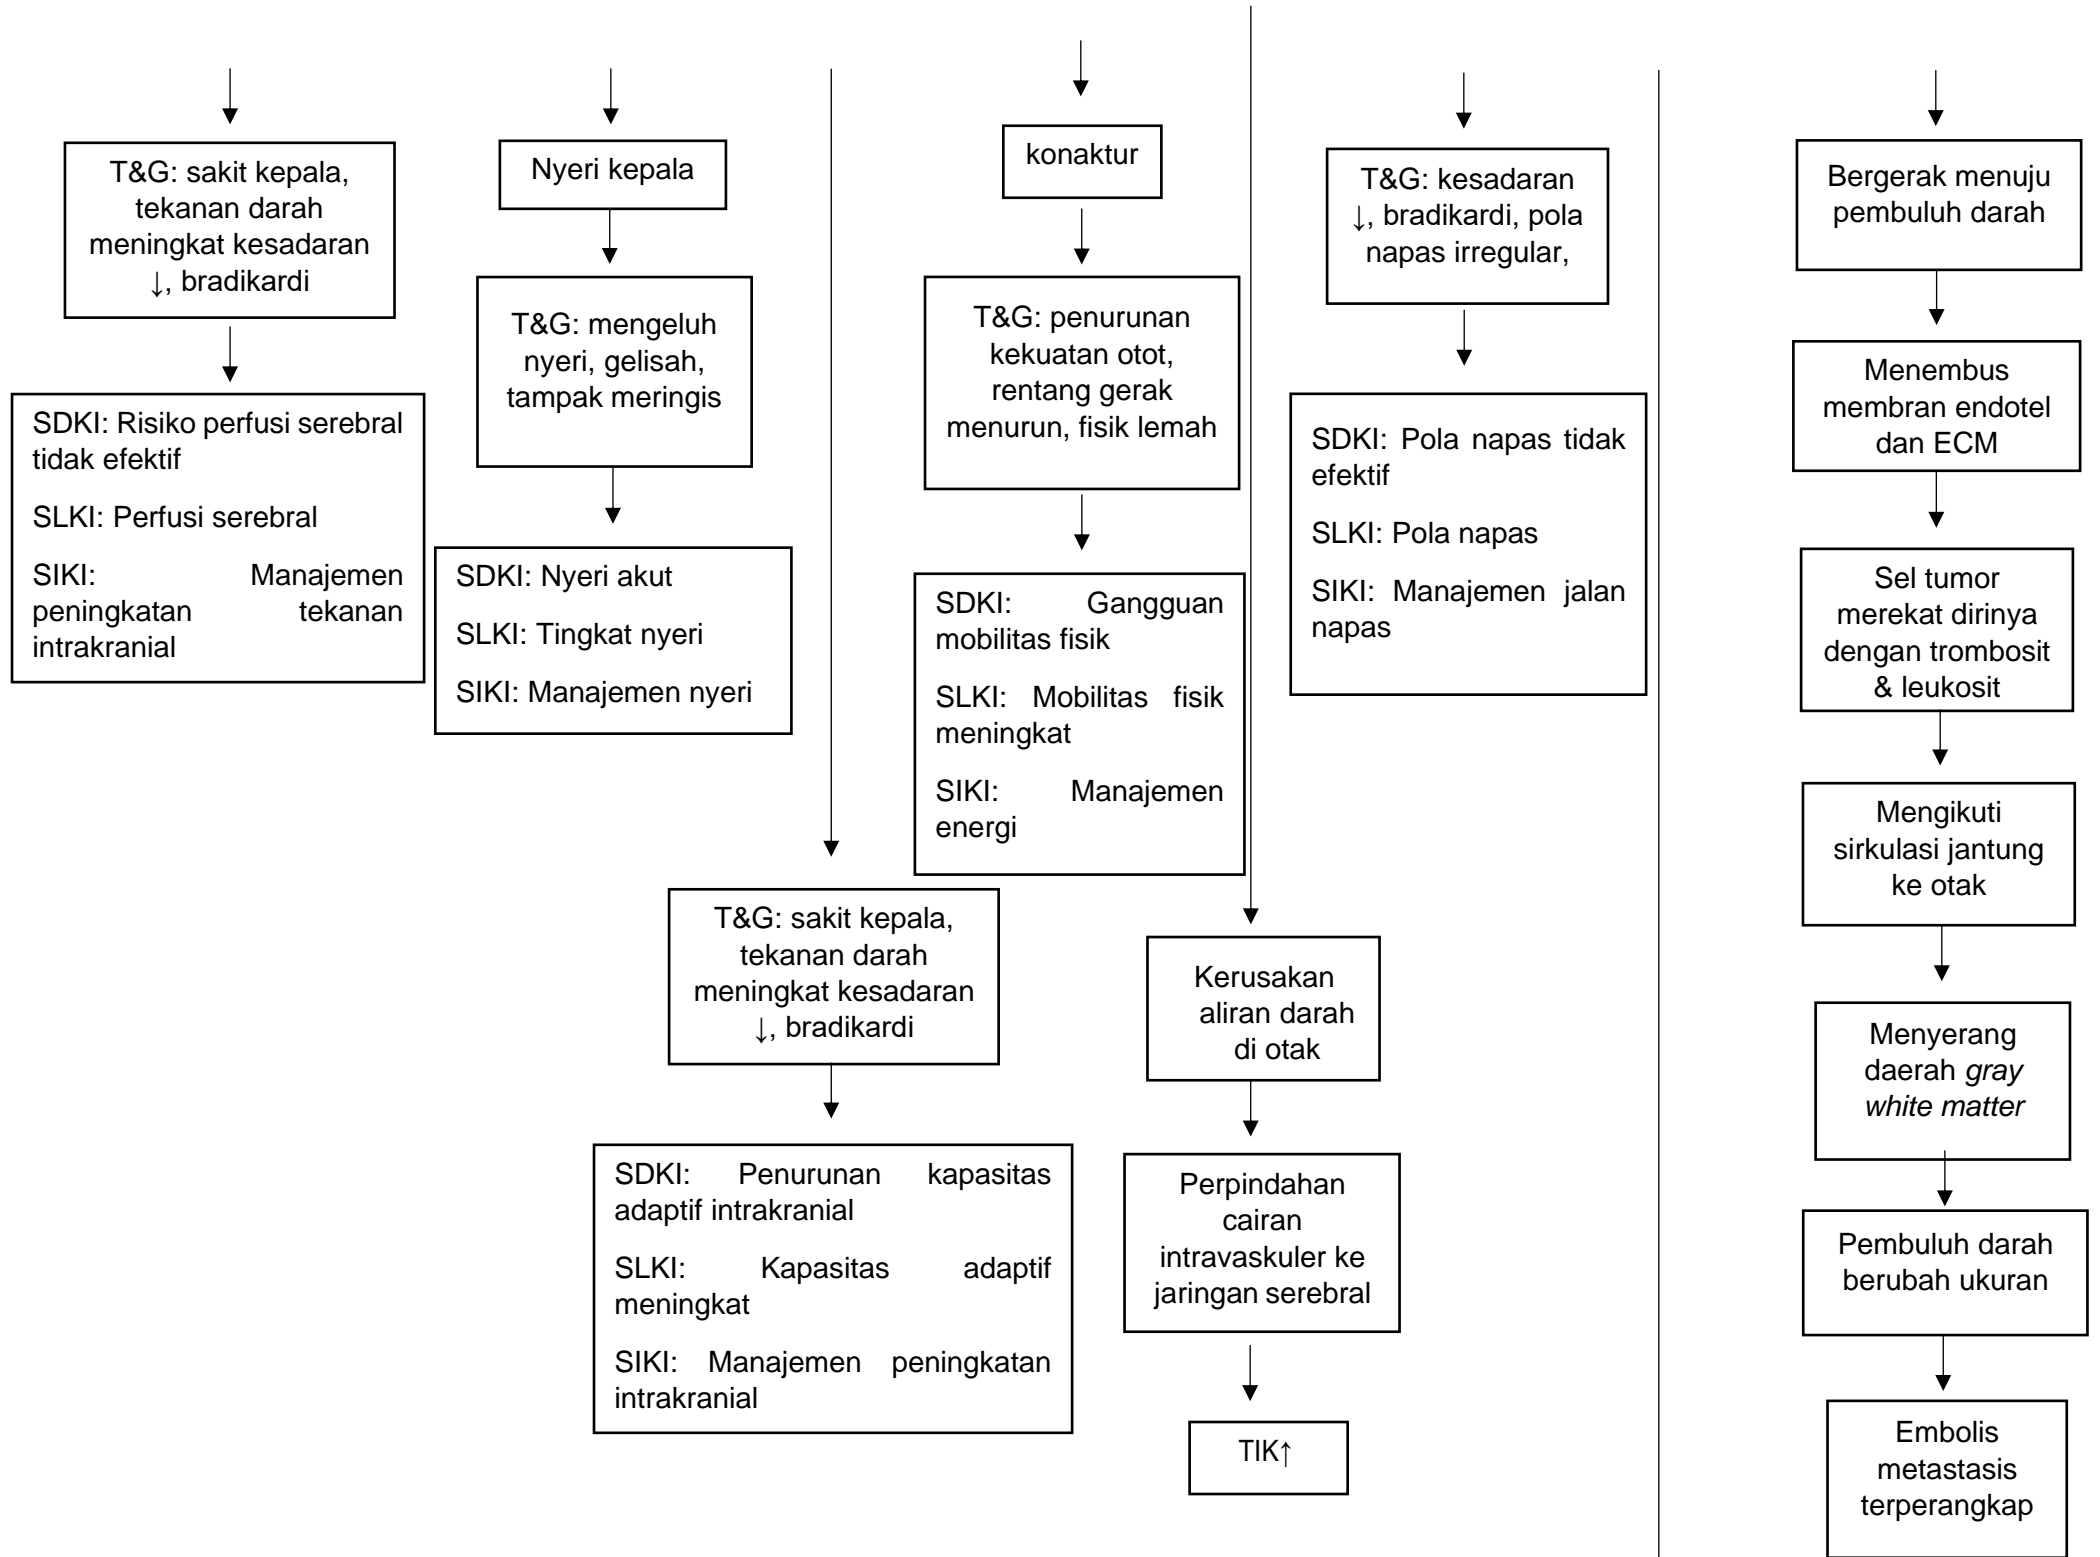 T&G: sakit kepala,
tekanan darah
meningkat kesadaran
↓, bradikardi
SDKI: Risiko perfusi serebral
tidak efektif
SLKI: Perfusi serebral
SIKI: Manajemen
peningkatan tekanan
intrakranial
Nyeri kepala
T&G: mengeluh
nyeri, gelisah,
tampak meringis
SDKI: Nyeri akut
SLKI: Tingkat nyeri
SIKI: Manajemen nyeri
T&G: sakit kepala,
tekanan darah
meningkat kesadaran
↓, bradikardi
SDKI: Penurunan kapasitas
adaptif intrakranial
SLKI: Kapasitas adaptif
meningkat
SIKI: Manajemen peningkatan
intrakranial
konaktur
T&G: penurunan
kekuatan otot,
rentang gerak
menurun, fisik lemah
SDKI: Gangguan
mobilitas fisik
SLKI: Mobilitas fisik
meningkat
SIKI: Manajemen
energi
Kerusakan
aliran darah
di otak
Perpindahan
cairan
intravaskuler ke
jaringan serebral
TIK↑
T&G: kesadaran
↓, bradikardi, pola
napas irregular,
SDKI: Pola napas tidak
efektif
SLKI: Pola napas
SIKI: Manajemen jalan
napas
Bergerak menuju
pembuluh darah
Menembus
membran endotel
dan ECM
Sel tumor
merekat dirinya
dengan trombosit
& leukosit
Mengikuti
sirkulasi jantung
ke otak
Menyerang
daerah gray
white matter
Pembuluh darah
berubah ukuran
Embolis
metastasis
terperangkap